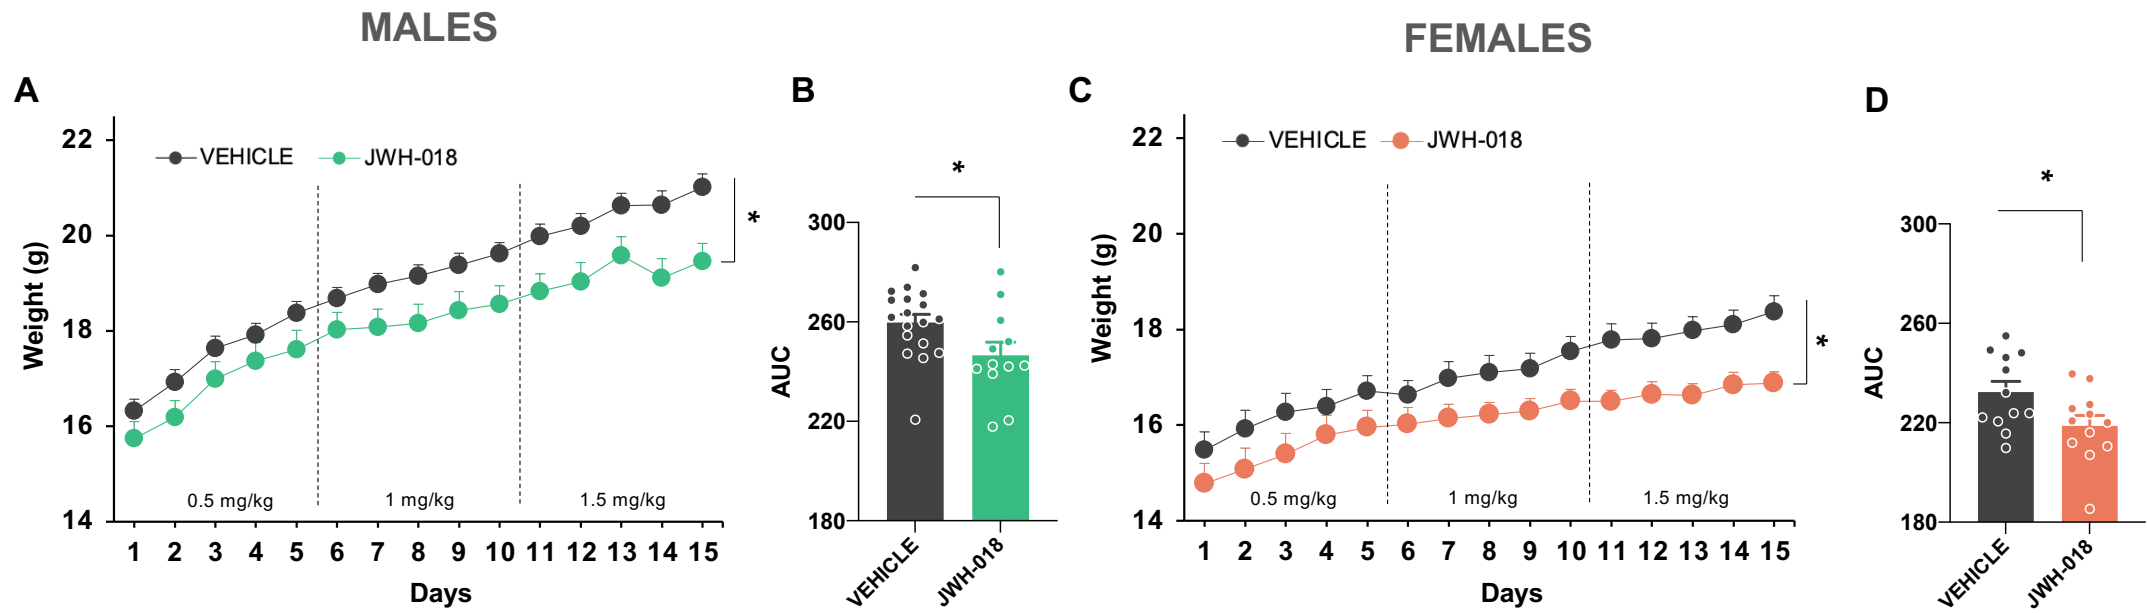 MALES
FEMALES
A
B
C
D
VEHICLE JWH-018
*
Weight (g)
22
20
18
16
14
0.5 mg/kg 1 mg/kg 1.5 mg/kg
1 2 3 4 5 6 7 8 9 10 11 12 13 14 15
Days
*
AUC
300
260
220
180
VEHICLE
JWH-018
VEHICLE JWH-018
*
Weight (g)
22
20
18
16
14
0.5 mg/kg 1 mg/kg 1.5 mg/kg
1 2 3 4 5 6 7 8 9 10 11 12 13 14 15
Days
*
AUC
300
260
220
180
VEHICLE
JWH-018